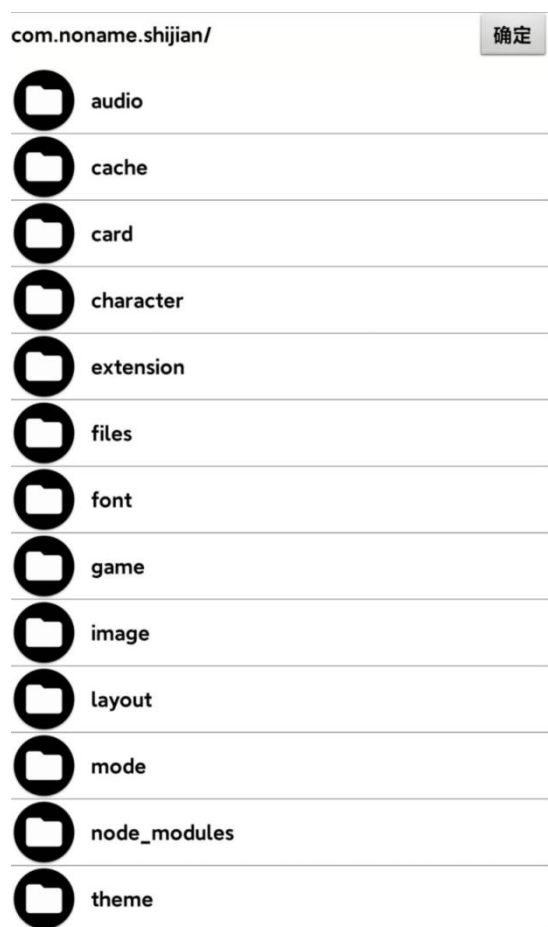 com.noname.shijian/ 确定
audio
cache
card
character
extension
files
font
game
image
layout
mode
node_modules
theme